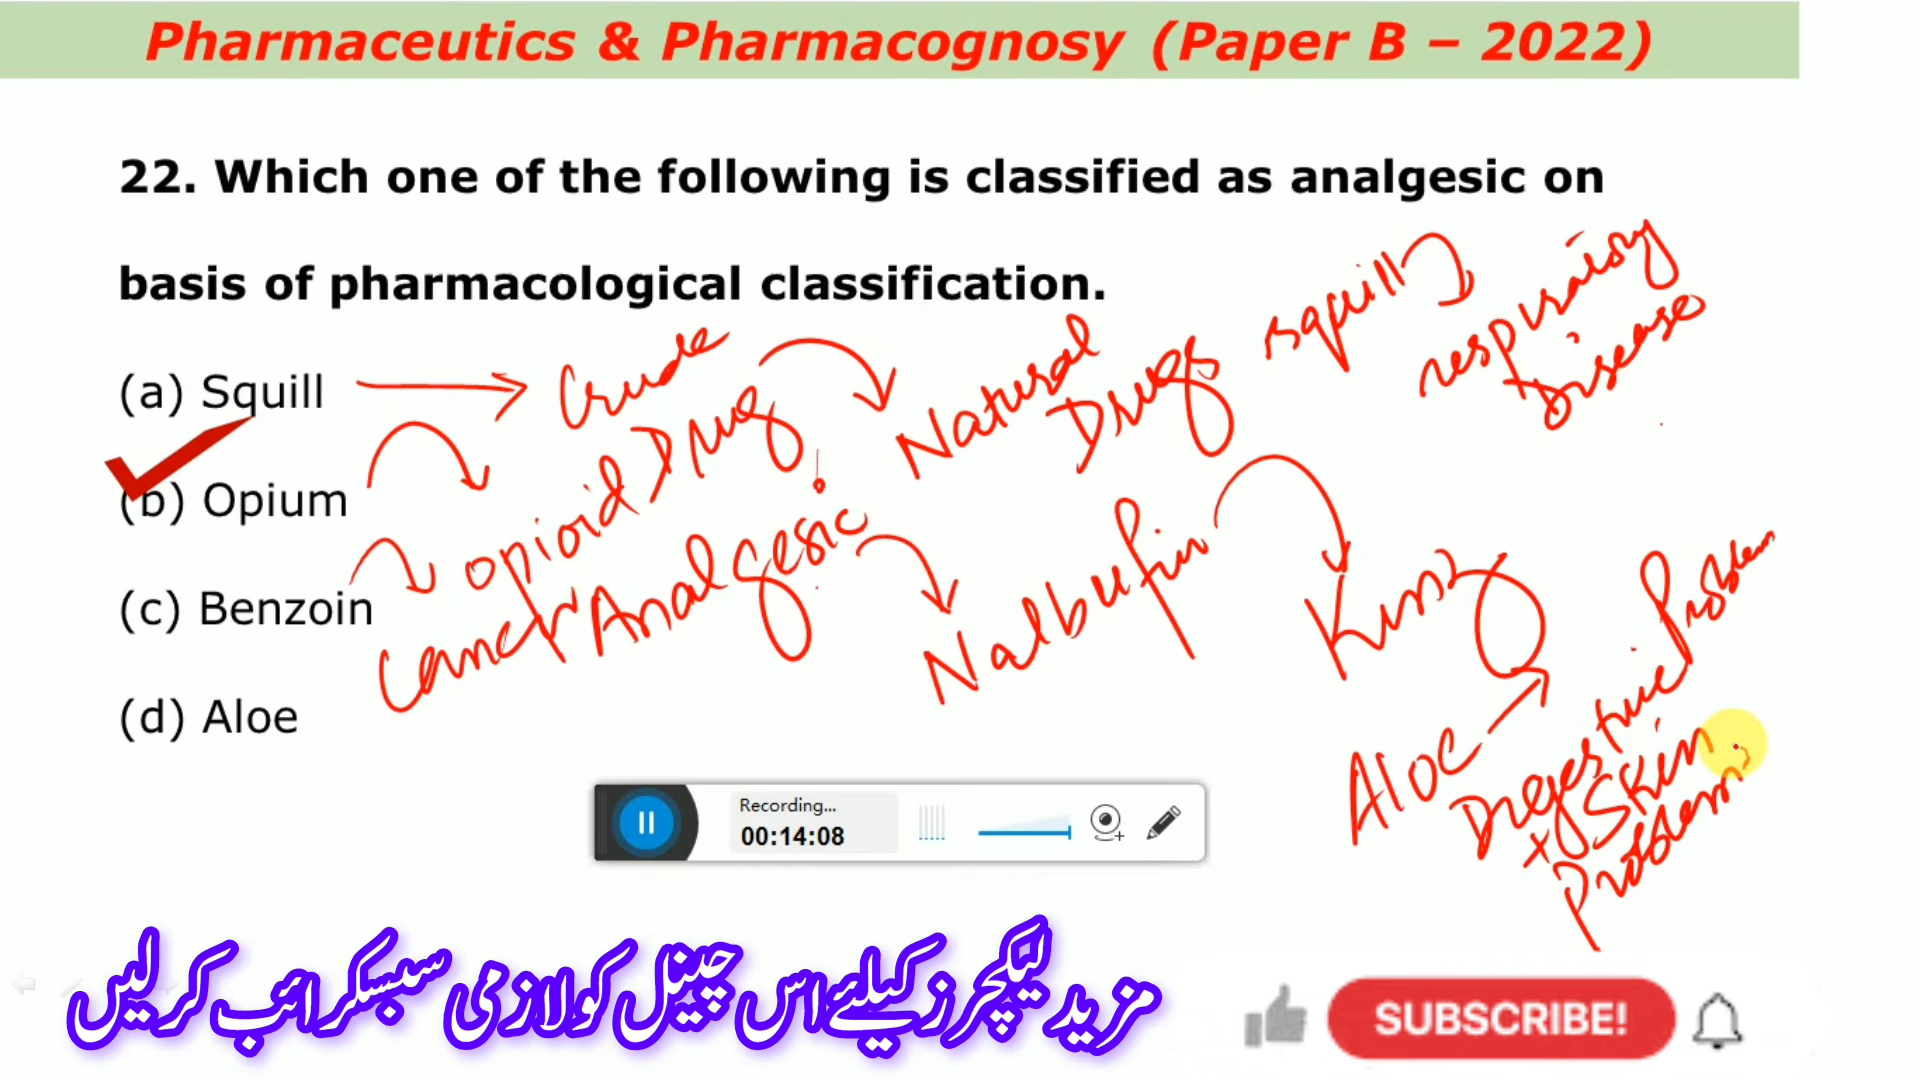 Pharmaceutics & Pharmacognosy (Paper B – 2022)
22. Which one of the following is classified as analgesic on
basis of pharmacological classification.
(a) Squill
Crude
Drug
Natural
Drugs
squill
respiratory
Disease
(b) Opium
opioid
Analgesic
Nalbufin
Kinz
(c) Benzoin
(d) Aloe
Aloe
Digestive Problem
+ Skin
Problem
Recording...
00:14:08
مزید لیکچرز کیلئے اس چینل کو لازمی سبسکرائب کرلیں
SUBSCRIBE!